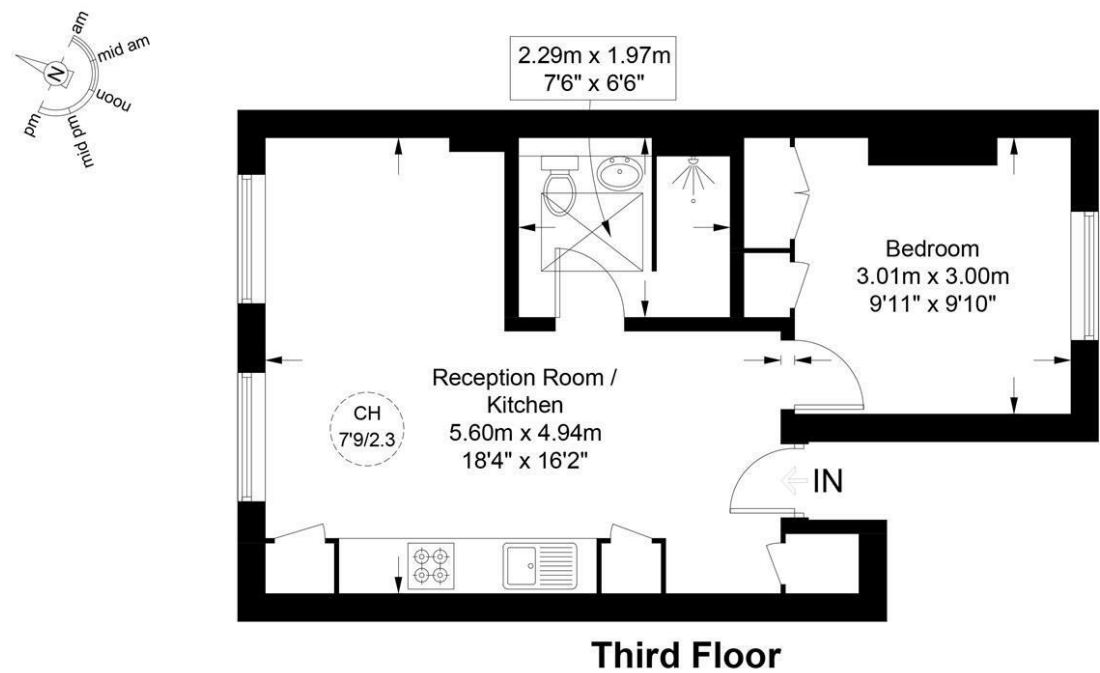 am
mid am
noon
mid pm
pm
N
2.29m x 1.97m
7'6" x 6'6"
Bedroom
3.01m x 3.00m
9'11" x 9'10"
Reception Room /
Kitchen
5.60m x 4.94m
18'4" x 16'2"
CH
7'9/2.3
IN
Third Floor